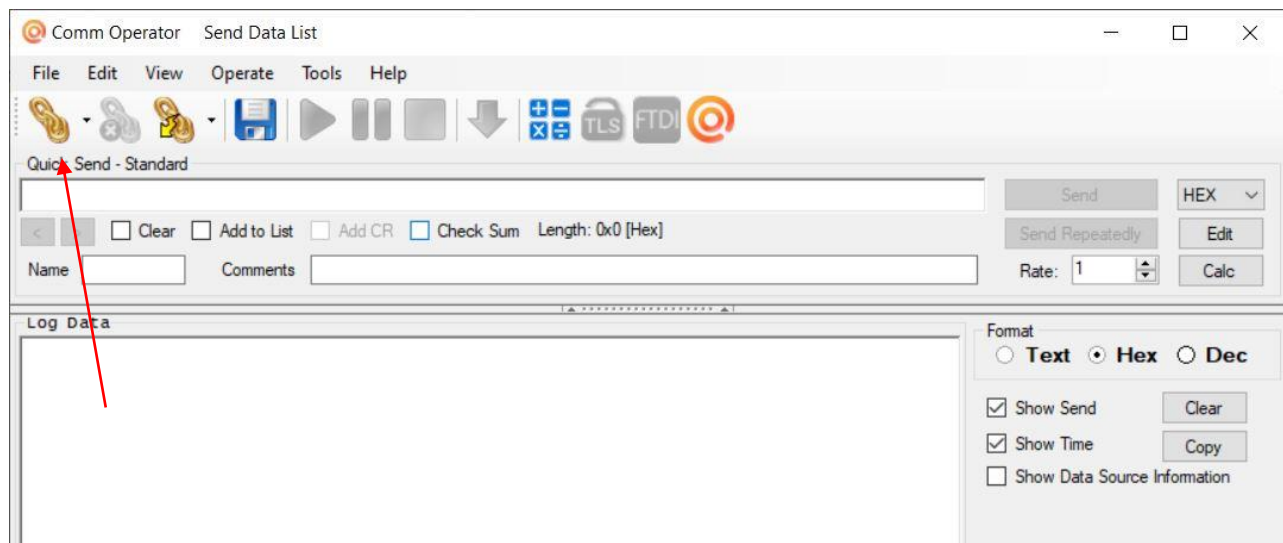 Comm Operator Send Data List
File Edit View Operate Tools Help
TLS FTDI
Quick Send - Standard
Send HEX
< > Clear Add to List Add CR Check Sum Length: 0x0 [Hex]
Send Repeatedly Edit
Name Comments Rate: 1 Calc
Log Data
Format
Text Hex Dec
Show Send Clear
Show Time Copy
Show Data Source Information